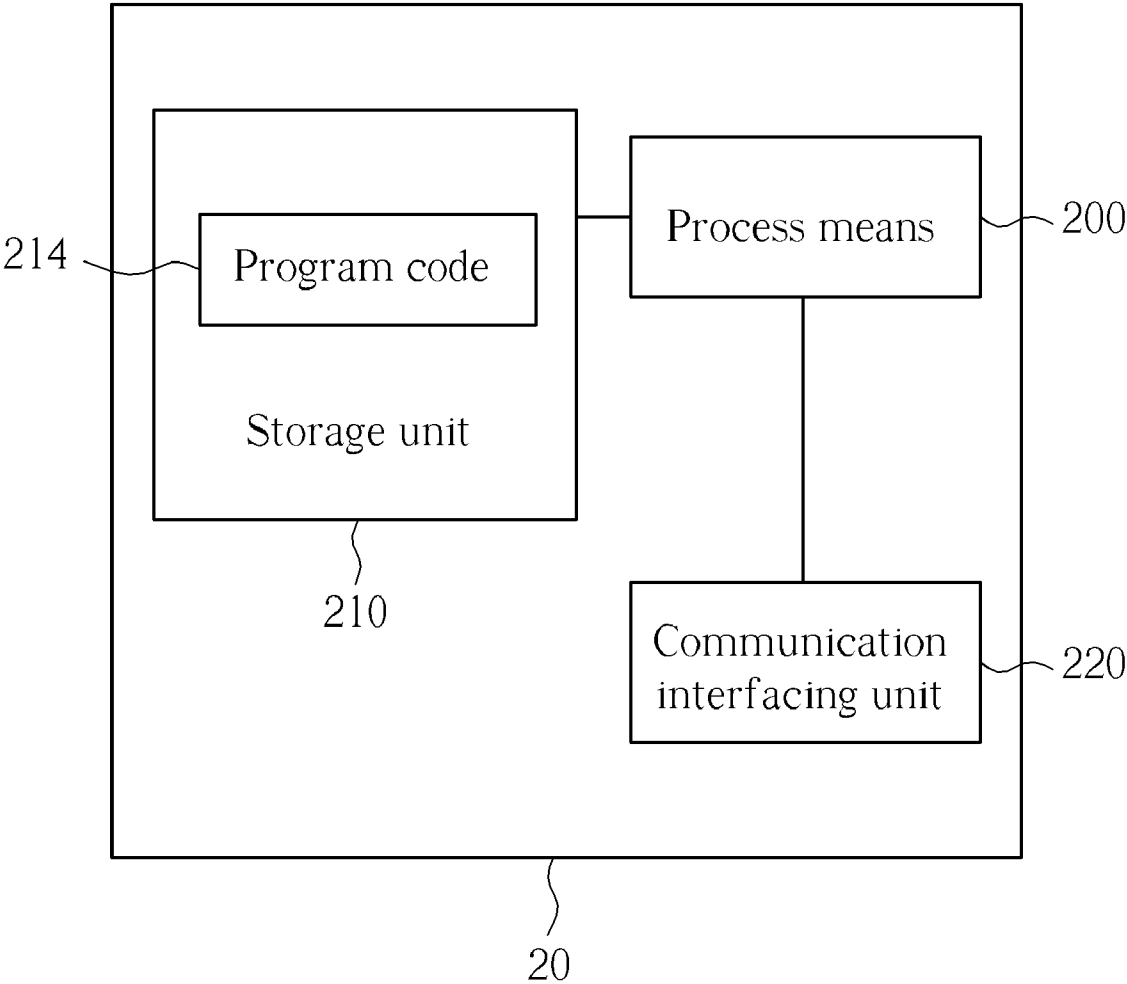 Process means
200
214
Program code
Storage unit
210
Communication
interfacing unit
220
20